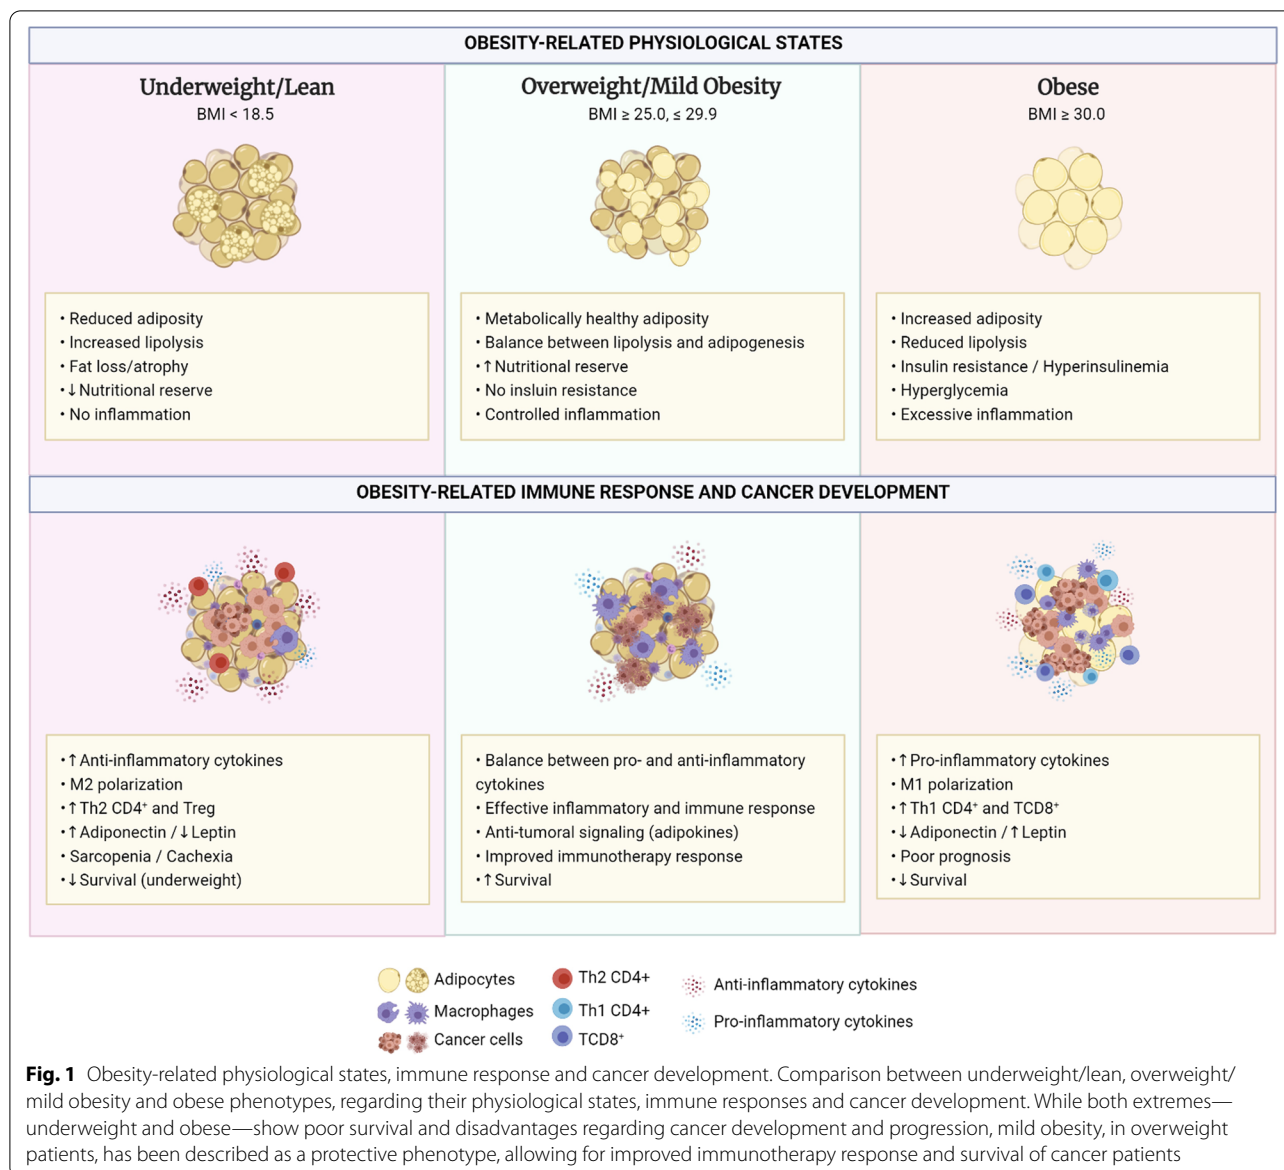 OBESITY-RELATED PHYSIOLOGICAL STATES
Underweight/Lean
BMI < 18.5
• Reduced adiposity
• Increased lipolysis
• Fat loss/atrophy
• ↓ Nutritional reserve
• No inflammation
Overweight/Mild Obesity
BMI ≥ 25.0, ≤ 29.9
• Metabolically healthy adiposity
• Balance between lipolysis and adipogenesis
• ↑ Nutritional reserve
• No insluin resistance
• Controlled inflammation
Obese
BMI ≥ 30.0
• Increased adiposity
• Reduced lipolysis
• Insulin resistance / Hyperinsulinemia
• Hyperglycemia
• Excessive inflammation
OBESITY-RELATED IMMUNE RESPONSE AND CANCER DEVELOPMENT
• ↑ Anti-inflammatory cytokines
• M2 polarization
• ↑ Th2 CD4⁺ and Treg
• ↑ Adiponectin / ↓ Leptin
• Sarcopenia / Cachexia
• ↓ Survival (underweight)
• Balance between pro- and anti-inflammatory
cytokines
• Effective inflammatory and immune response
• Anti-tumoral signaling (adipokines)
• Improved immunotherapy response
• ↑ Survival
• ↑ Pro-inflammatory cytokines
• M1 polarization
• ↑ Th1 CD4⁺ and TCD8⁺
• ↓ Adiponectin / ↑ Leptin
• Poor prognosis
• ↓ Survival
Adipocytes
Macrophages
Cancer cells
Th2 CD4+
Th1 CD4+
TCD8⁺
Anti-inflammatory cytokines
Pro-inflammatory cytokines
Fig. 1 Obesity-related physiological states, immune response and cancer development. Comparison between underweight/lean, overweight/
mild obesity and obese phenotypes, regarding their physiological states, immune responses and cancer development. While both extremes—
underweight and obese—show poor survival and disadvantages regarding cancer development and progression, mild obesity, in overweight
patients, has been described as a protective phenotype, allowing for improved immunotherapy response and survival of cancer patients